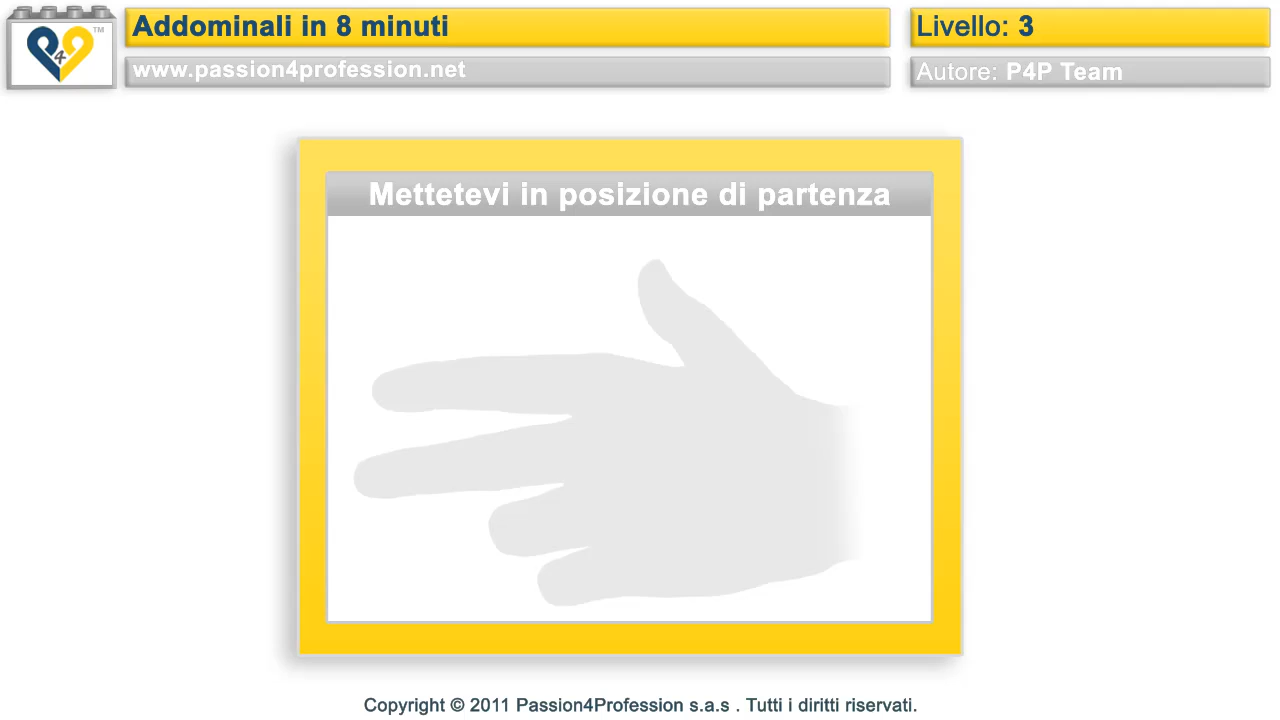 P4P™
Addominali in 8 minuti
Livello: 3
www.passion4profession.net
Autore: P4P Team
Mettetevi in posizione di partenza
Copyright © 2011 Passion4Profession s.a.s . Tutti i diritti riservati.